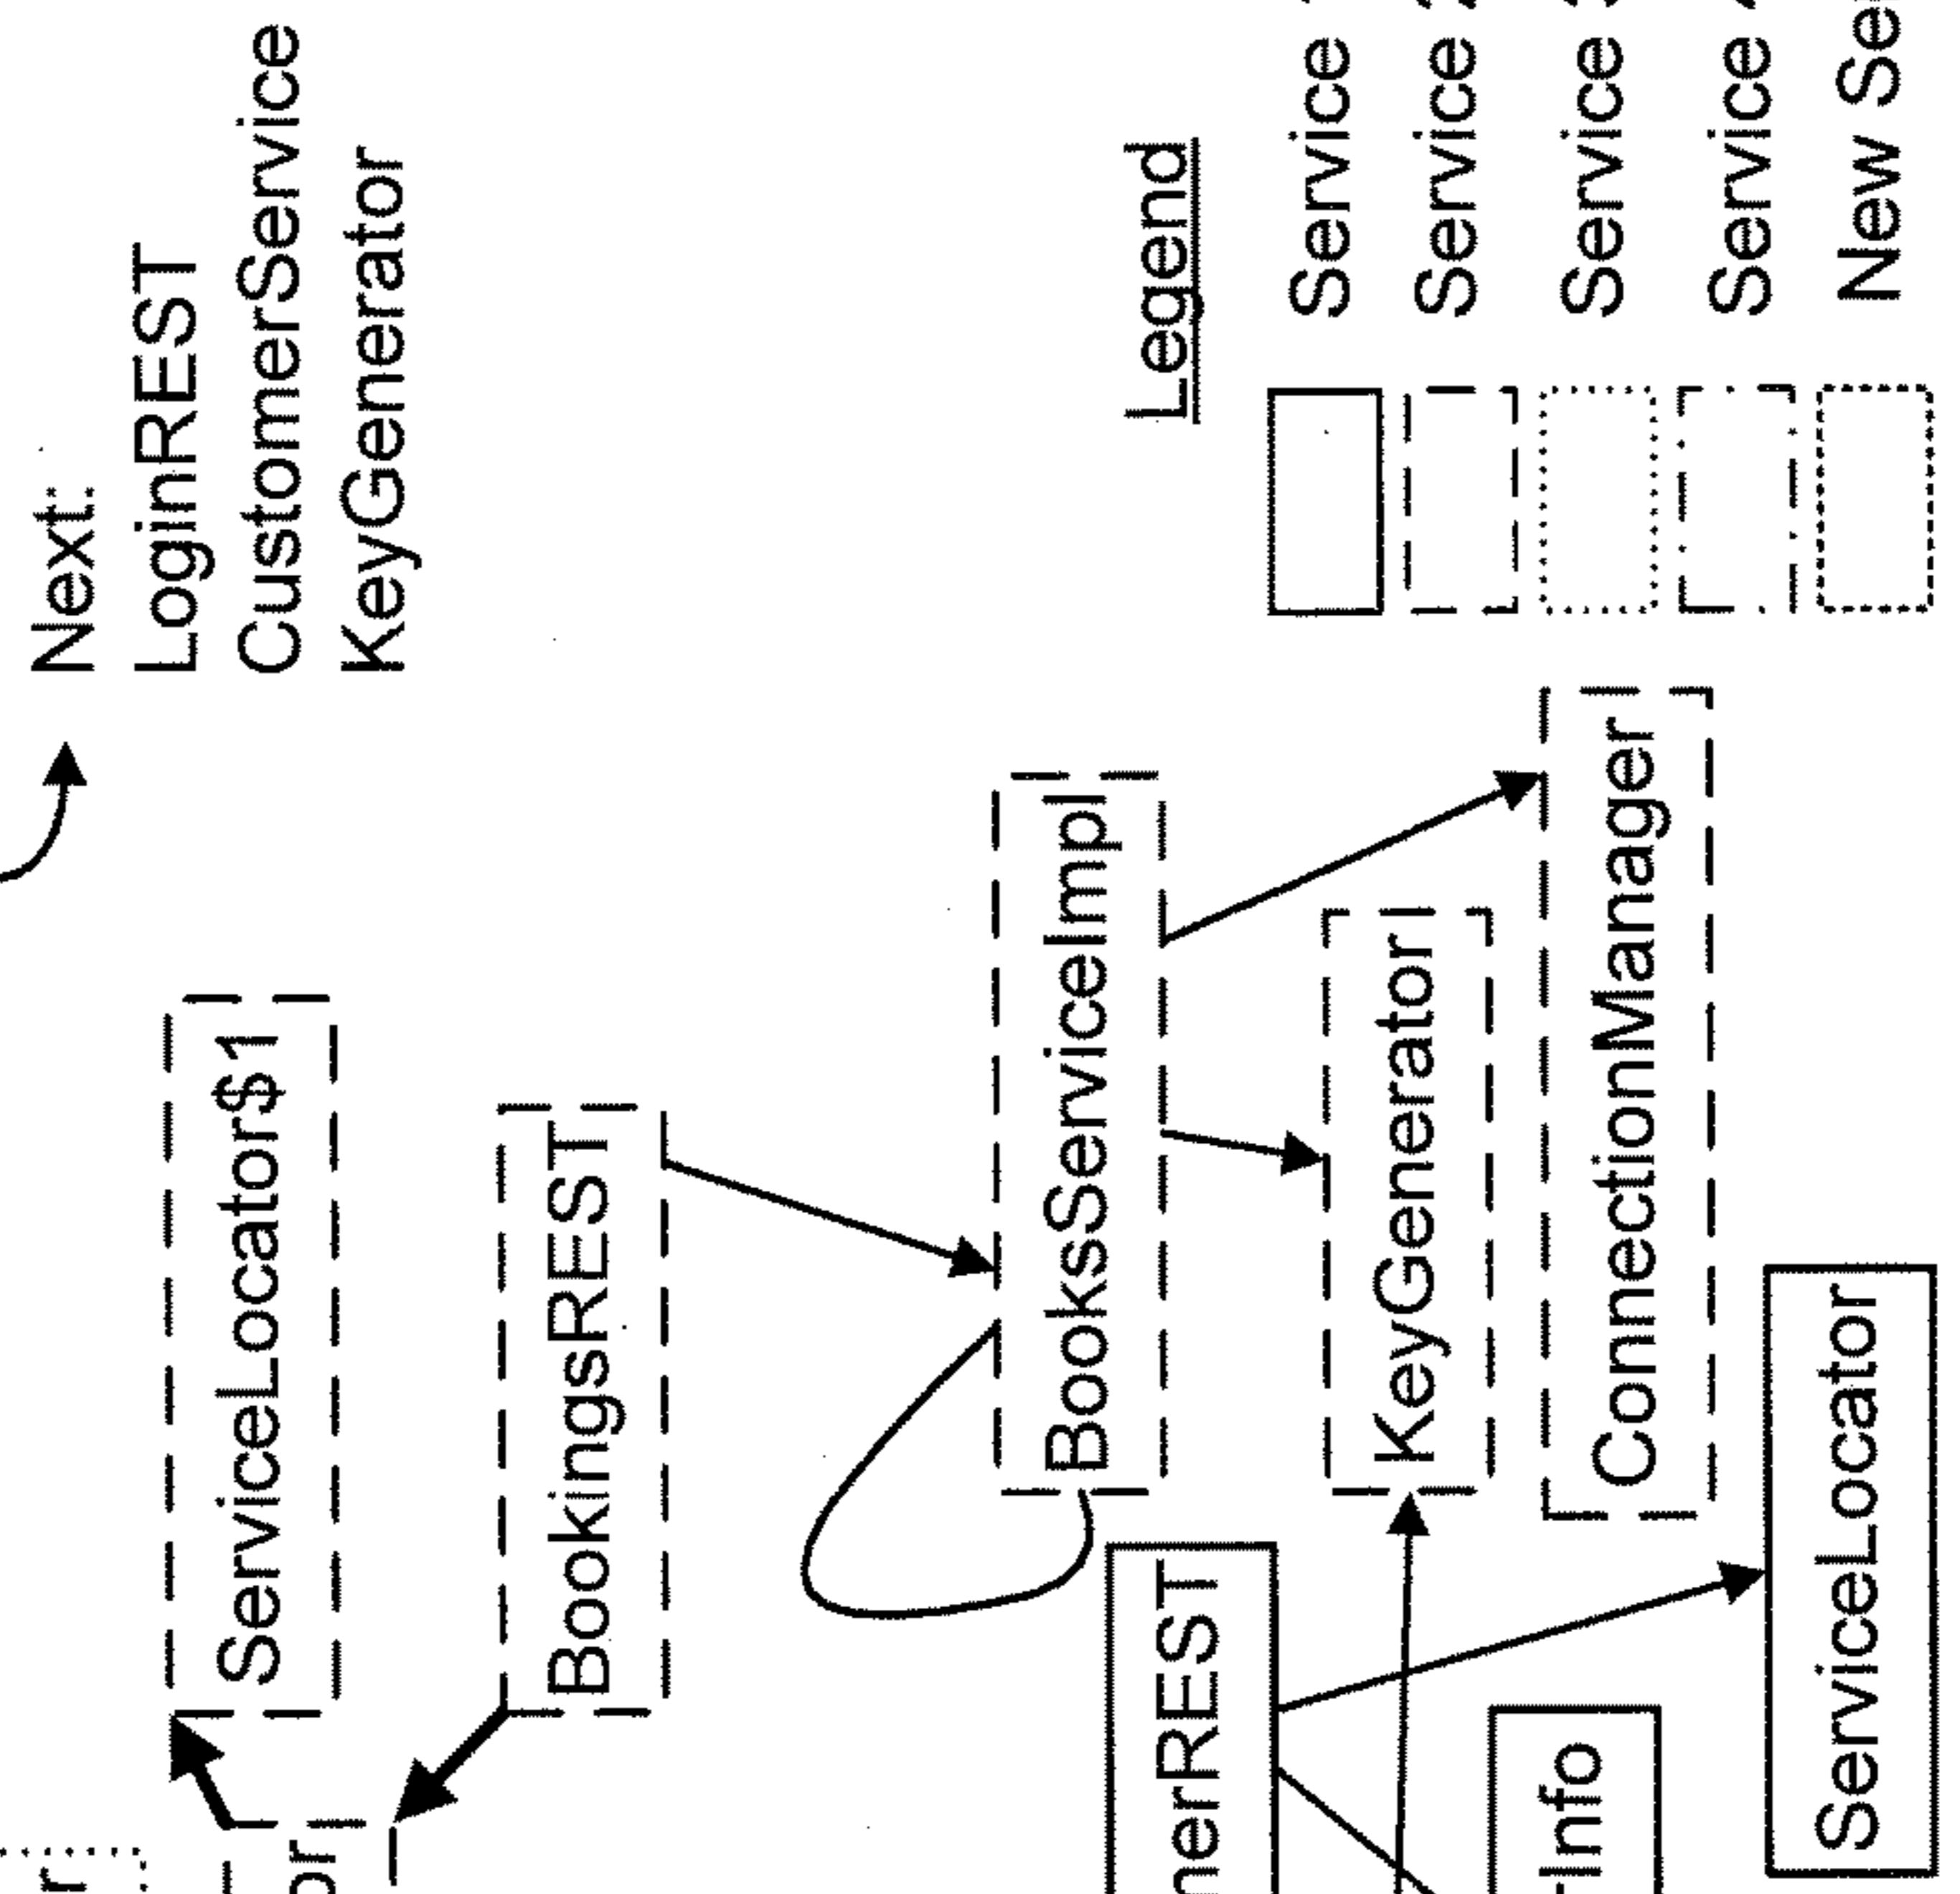 Next:
LoginREST
CustomerService
KeyGenerator
ServiceLocator$1
BookingsREST
BooksServiceImpl
KeyGenerator
ConnectionManager
ServiceLocator
nerREST
Info
or
r
Legend
Service
Service
Service
Service
New Se